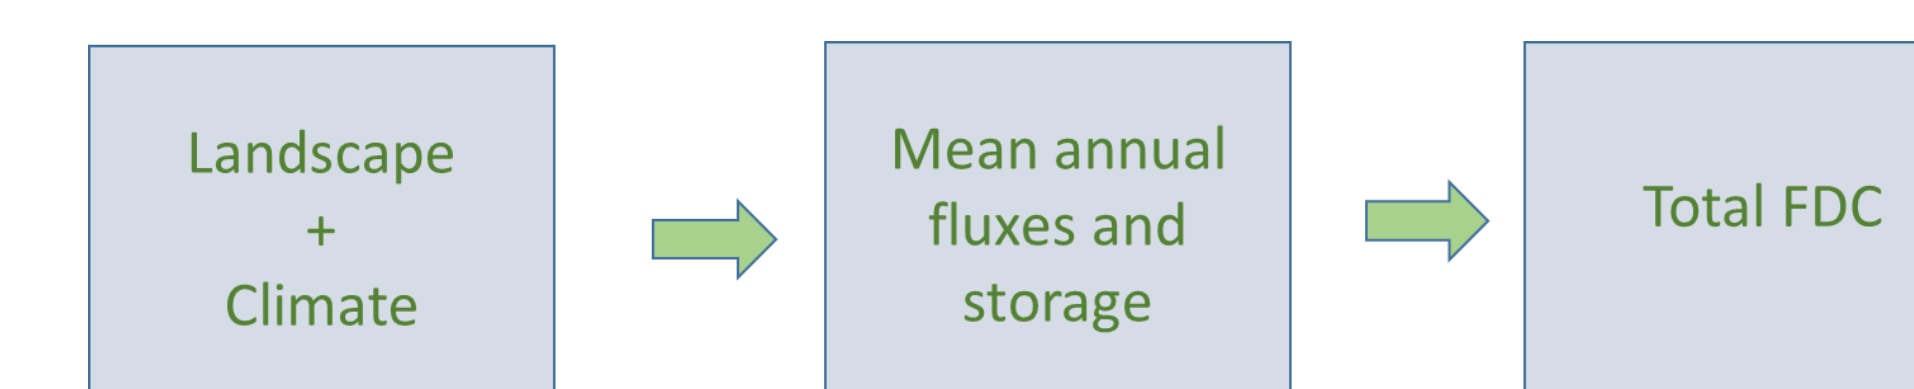 Landscape
+
Climate
Mean annual
fluxes and
storage
Total FDC